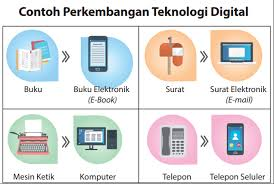 Contoh Perkembangan Teknologi Digital
Buku
Buku Elektronik
(E-Book)
Surat
Surat Elektronik
(E-mail)
Mesin Ketik
Komputer
Telepon
Telepon Seluler